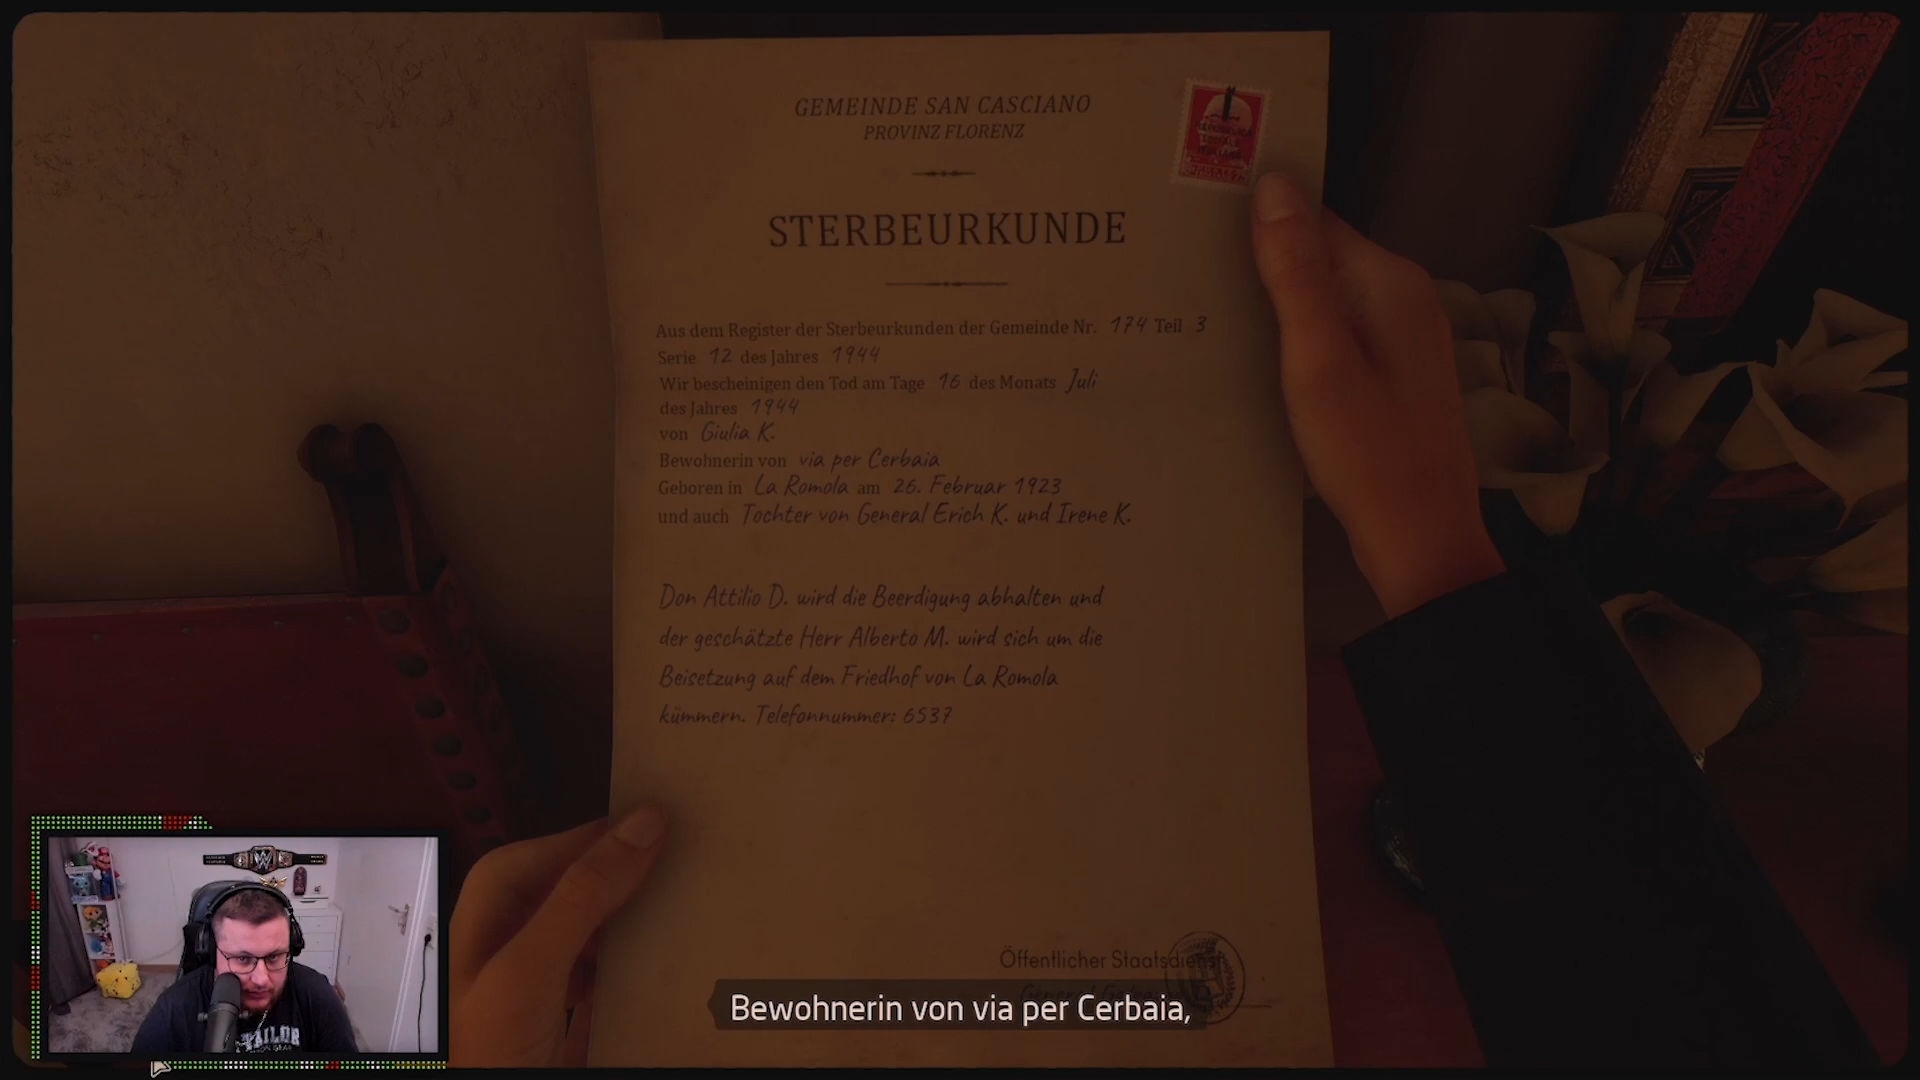 GEMEINDE SAN CASCIANO
PROVINZ FLORENZ
STERBEURKUNDE
Aus dem Register der Sterbeurkunden der Gemeinde Nr. 174 Teil 3
Serie 12 des Jahres 1944
Wir bescheinigen den Tod am Tage 16 des Monats Juli
des Jahres 1944
von Giulia K.
Bewohnerin von via per Cerbaia
Geboren in La Romola am 26. Februar 1923
und auch Tochter von General Erich K. und Irene K.
Don Attilio D. wird die Beerdigung abhalten und
der geschätzte Herr Alberto M. wird sich um die
Beisetzung auf dem Friedhof von La Romola
kümmern. Telefonnummer: 6537
Öffentlicher Staatsdienst
Bewohnerin von via per Cerbaia,